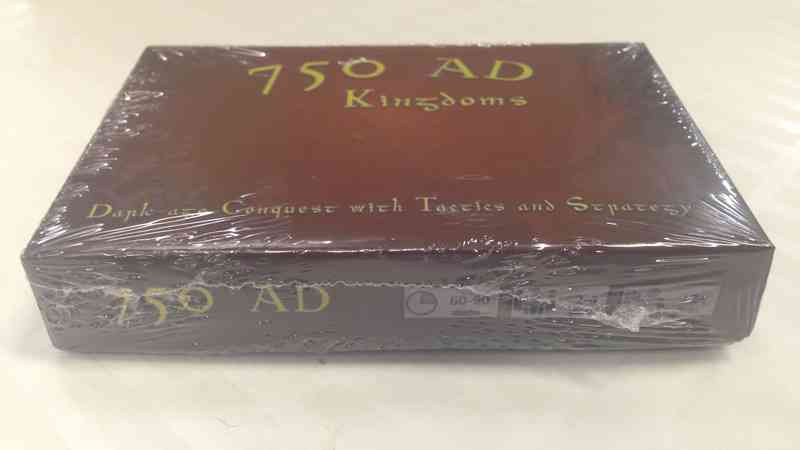 750 AD
Kingdoms
Dark age Conquest with Tactics and Strategy
750 AD
60-90